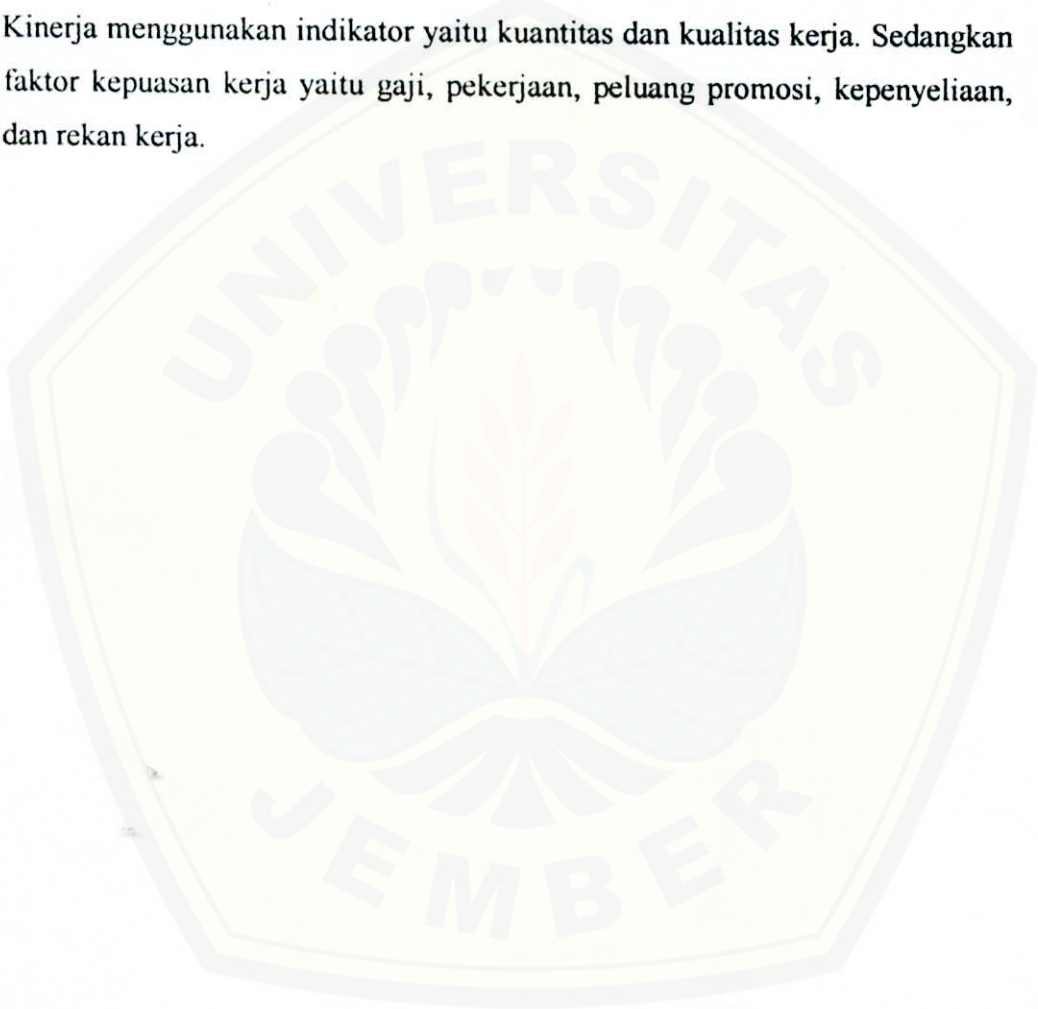 Kinerja menggunakan indikator yaitu kuantitas dan kualitas kerja. Sedangkan
faktor kepuasan kerja yaitu gaji, pekerjaan, peluang promosi, kepenyeliaan,
dan rekan kerja.
UNIVERSITAS
JEMBER